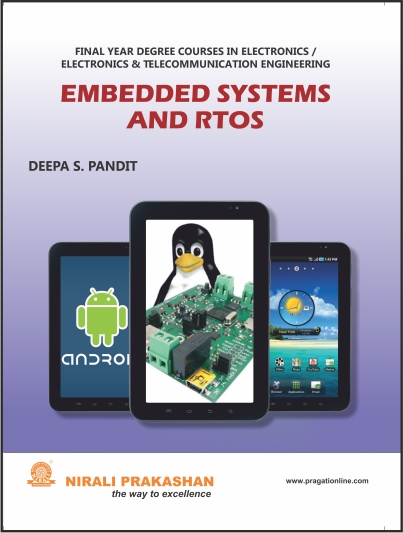 FINAL YEAR DEGREE COURSES IN ELECTRONICS /
ELECTRONICS & TELECOMMUNICATION ENGINEERING
EMBEDDED SYSTEMS
AND RTOS
DEEPA S. PANDIT
NIRALI PRAKASHAN
the way to excellence
www.pragationline.com